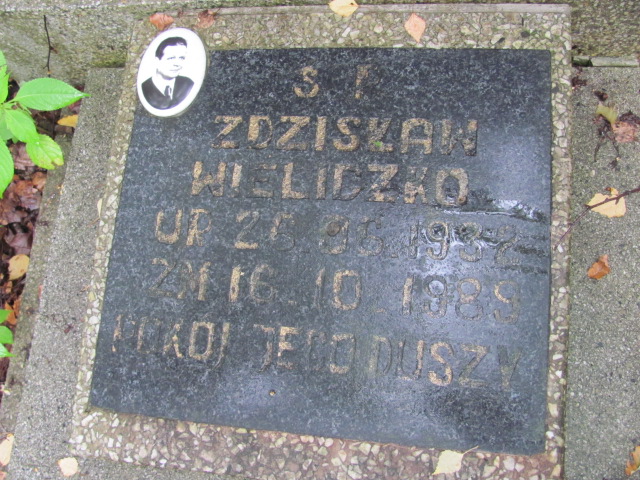 Ś P
ZDZISŁAW
WIELICZKO
UR 25.06.1932
ZM 16.10.1989
POKÓJ JEGO DUSZY